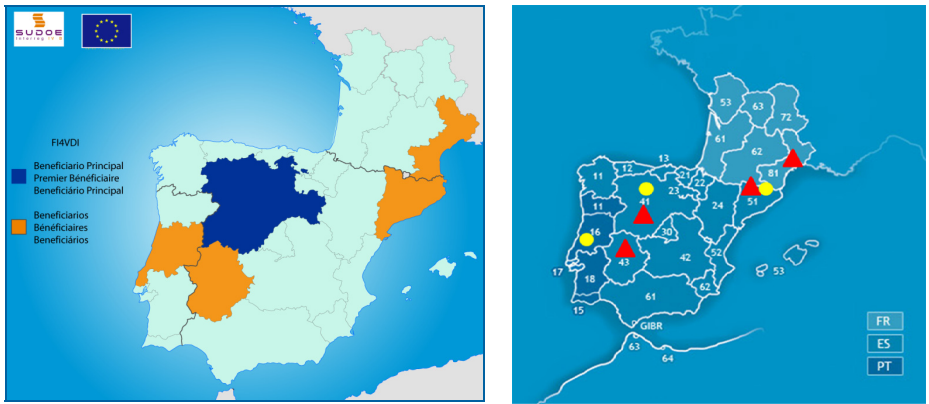 SUDOE
Interreg IV B
FI4VDI
Beneficiario Principal
Premier Bénéficiaire
Beneficiário Principal
Beneficiarios
Bénéficiaires
Beneficiários
53
63
72
61
62
81
13
12
11
21
22
23
41
24
51
11
16
30
43
42
52
53
17
18
62
15
61
GIBR
63
64
FR
ES
PT